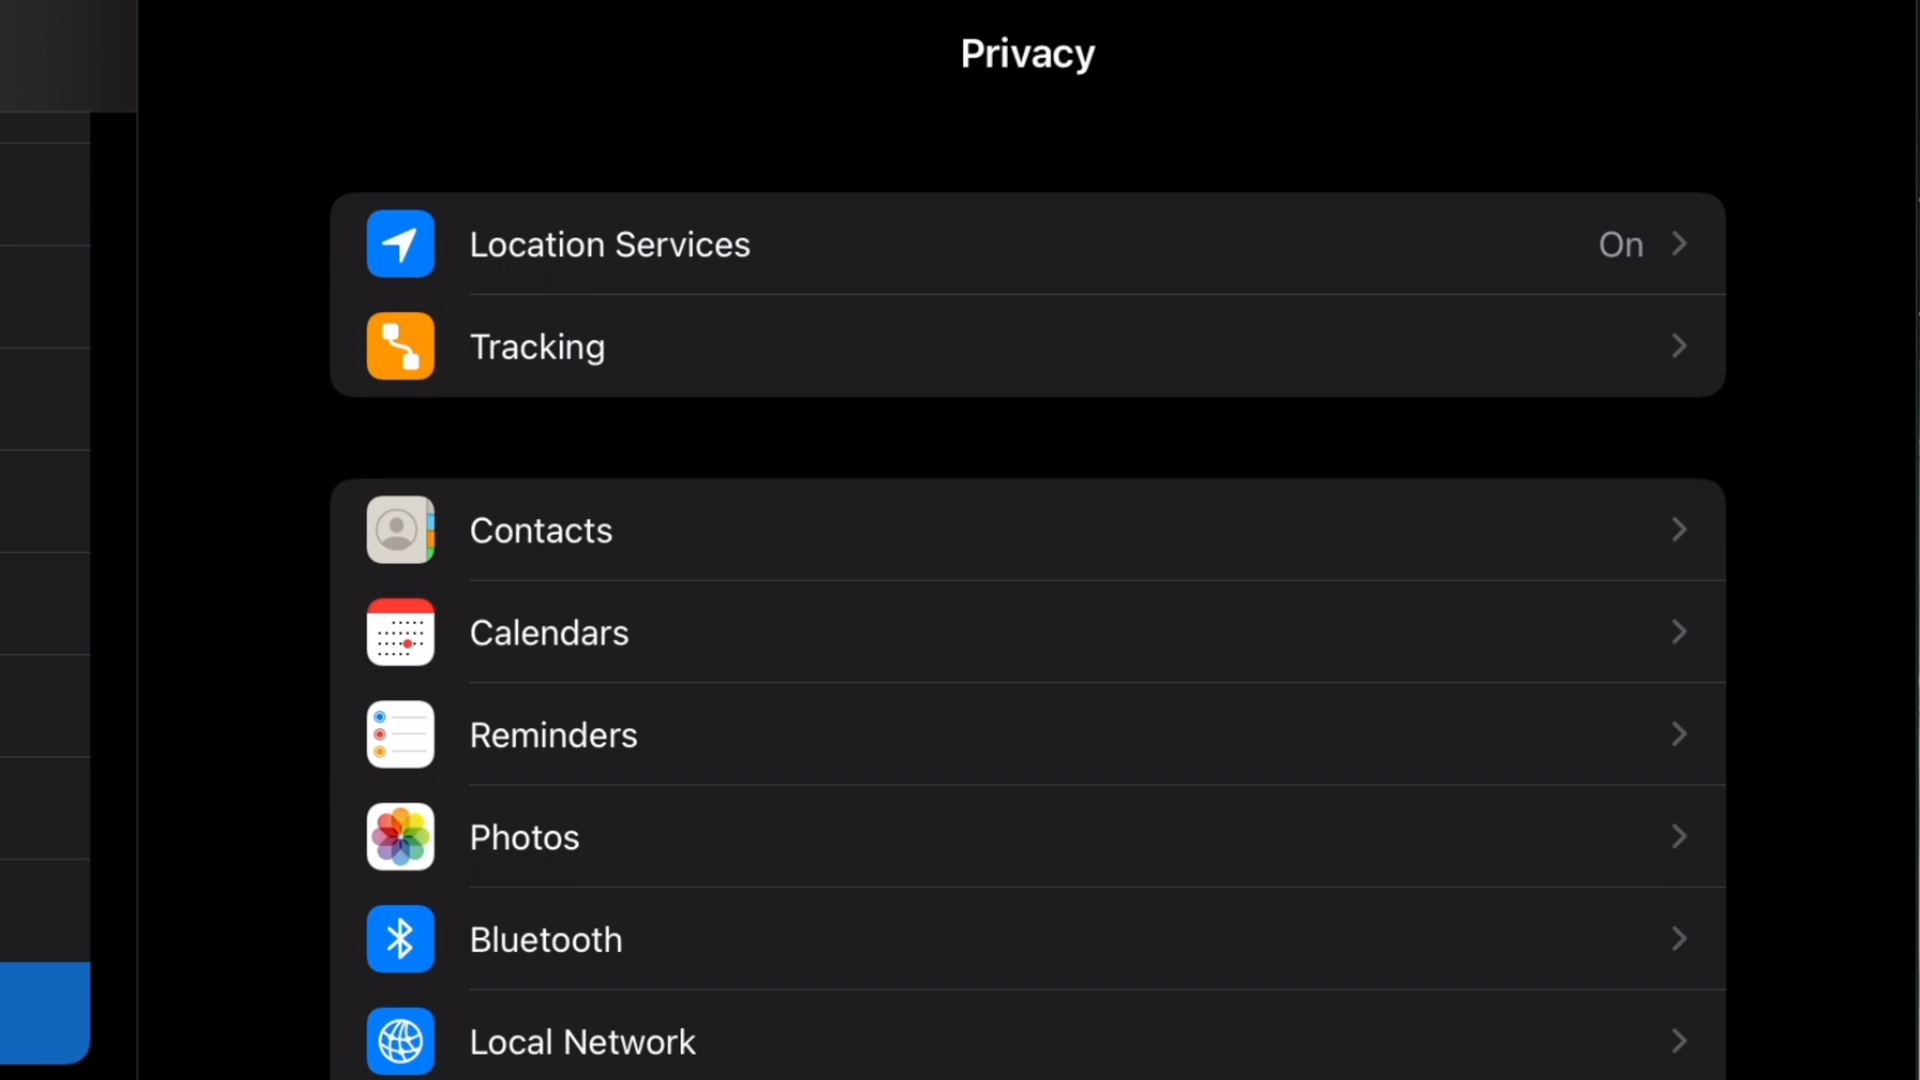 Privacy
Location Services On
Tracking
Contacts
Calendars
Reminders
Photos
Bluetooth
Local Network